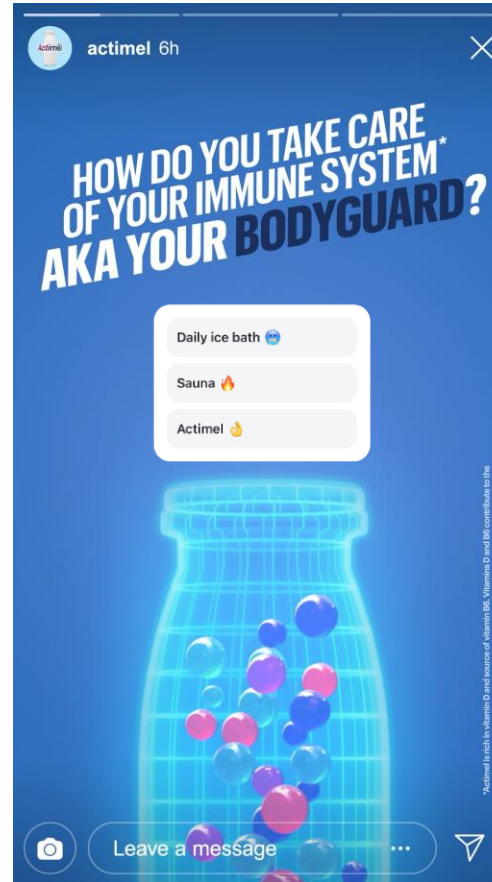 Actimel
actimel 6h
HOW DO YOU TAKE CARE
OF YOUR IMMUNE SYSTEM*
AKA YOUR BODYGUARD?
Daily ice bath 🥶
Sauna 🔥
Actimel 👌
*Actimel is rich in vitamin D and source of vitamin B6. Vitamins D and B6 contribute to the
Leave a message